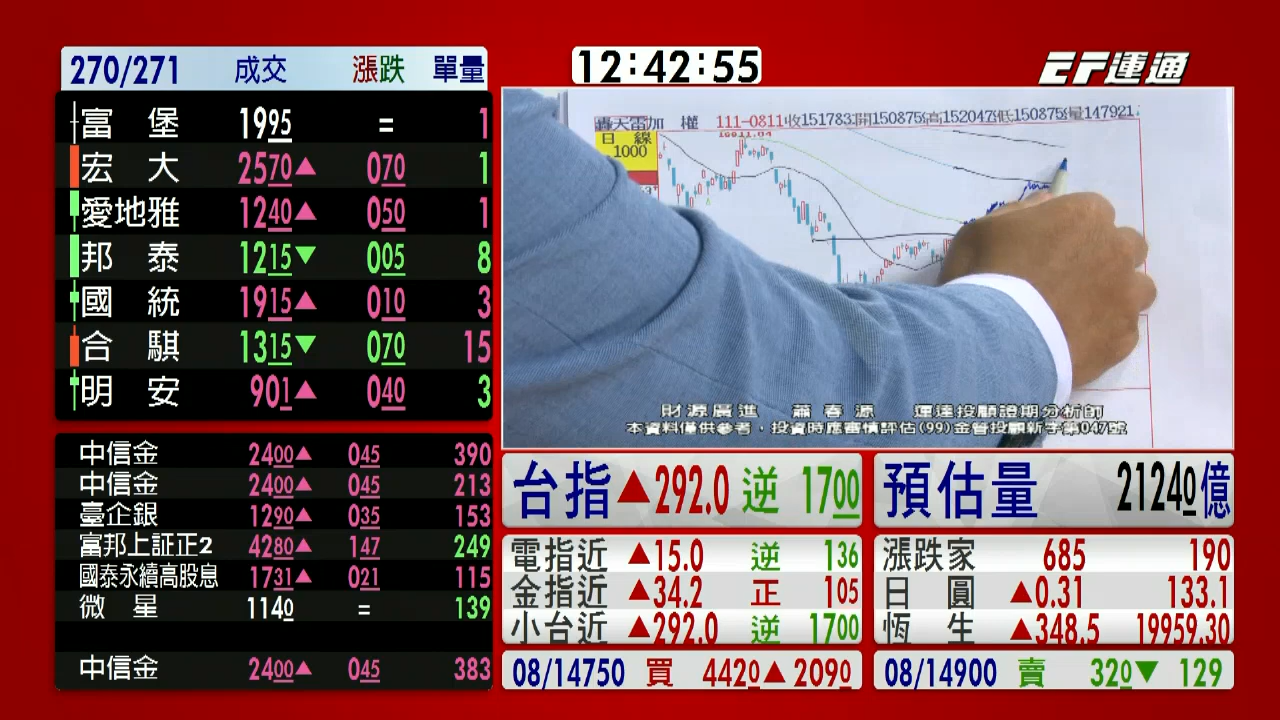 270/271 成交 漲跌 單量
富堡 1995 = 1
宏大 2570▲ 070 1
愛地雅 1240▲ 050 1
邦泰 1215▼ 005 8
國統 1915▲ 010 3
合騏 1315▼ 070 15
明安 901▲ 040 3
中信金 2400▲ 045 390
中信金 2400▲ 045 213
臺企銀 1290▲ 035 153
富邦上証正2 4280▲ 147 249
國泰永續高股息 1731▲ 021 115
微星 1140 = 139
中信金 2400▲ 045 383
12:42:55
EF運通
轟天雷加權 111-0811收151783開150875高152047低150875量147921
日線
1000
16811.64
財源廣進 蕭春源 運達投顧證期分析師
本資料僅供參考，投資時應審慎評估(99)金管投顧新字第047號
台指▲292.0 逆 1700
預估量 21240億
電指近 ▲15.0 逆 136
金指近 ▲34.2 正 105
小台近 ▲292.0 逆 1700
漲跌家 685 190
日圓 ▲0.31 133.1
恆生 ▲348.5 19959.30
08/14750 買 4420▲2090
08/14900 賣 320▼ 129